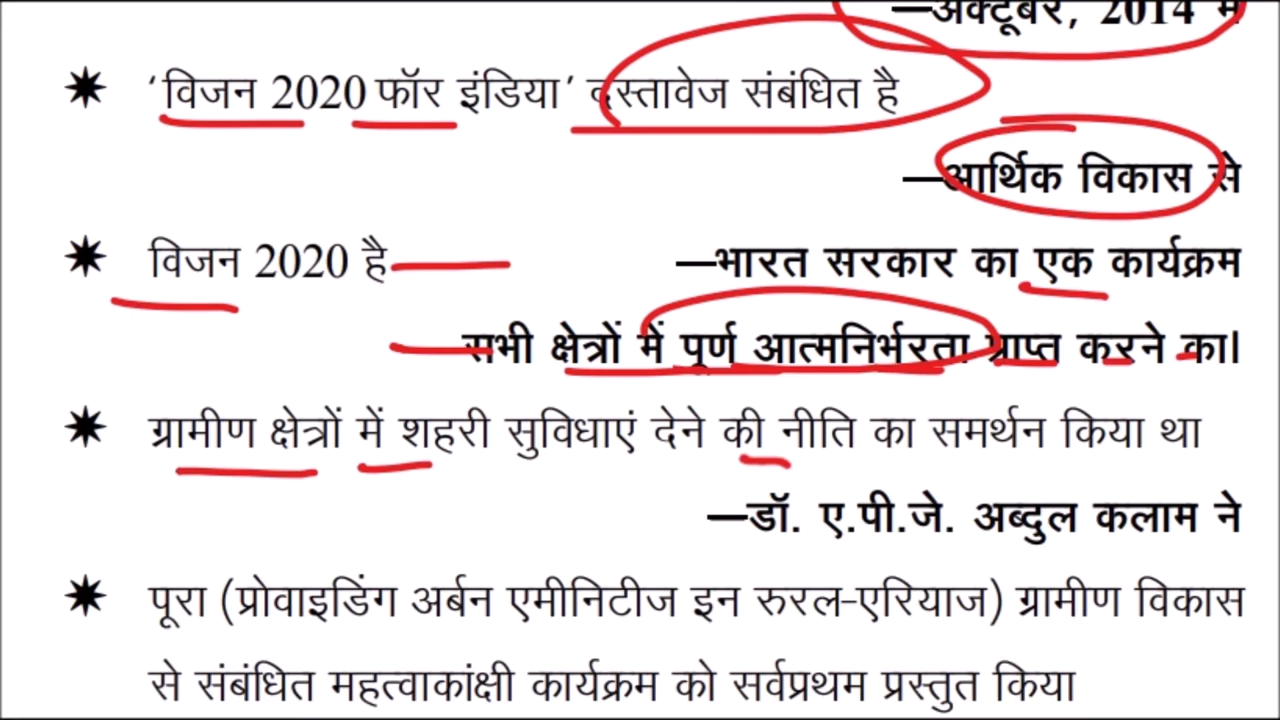 —अक्टूबर, 2014 में
✷ ‘विजन 2020 फॉर इंडिया’ दस्तावेज संबंधित है
—आर्थिक विकास से
✷ विजन 2020 है —भारत सरकार का एक कार्यक्रम
सभी क्षेत्रों में पूर्ण आत्मनिर्भरता प्राप्त करने का।
✷ ग्रामीण क्षेत्रों में शहरी सुविधाएं देने की नीति का समर्थन किया था
—डॉ. ए.पी.जे. अब्दुल कलाम ने
✷ पूरा (प्रोवाइडिंग अर्बन एमीनिटीज इन रुरल-एरियाज) ग्रामीण विकास
से संबंधित महत्वाकांक्षी कार्यक्रम को सर्वप्रथम प्रस्तुत किया